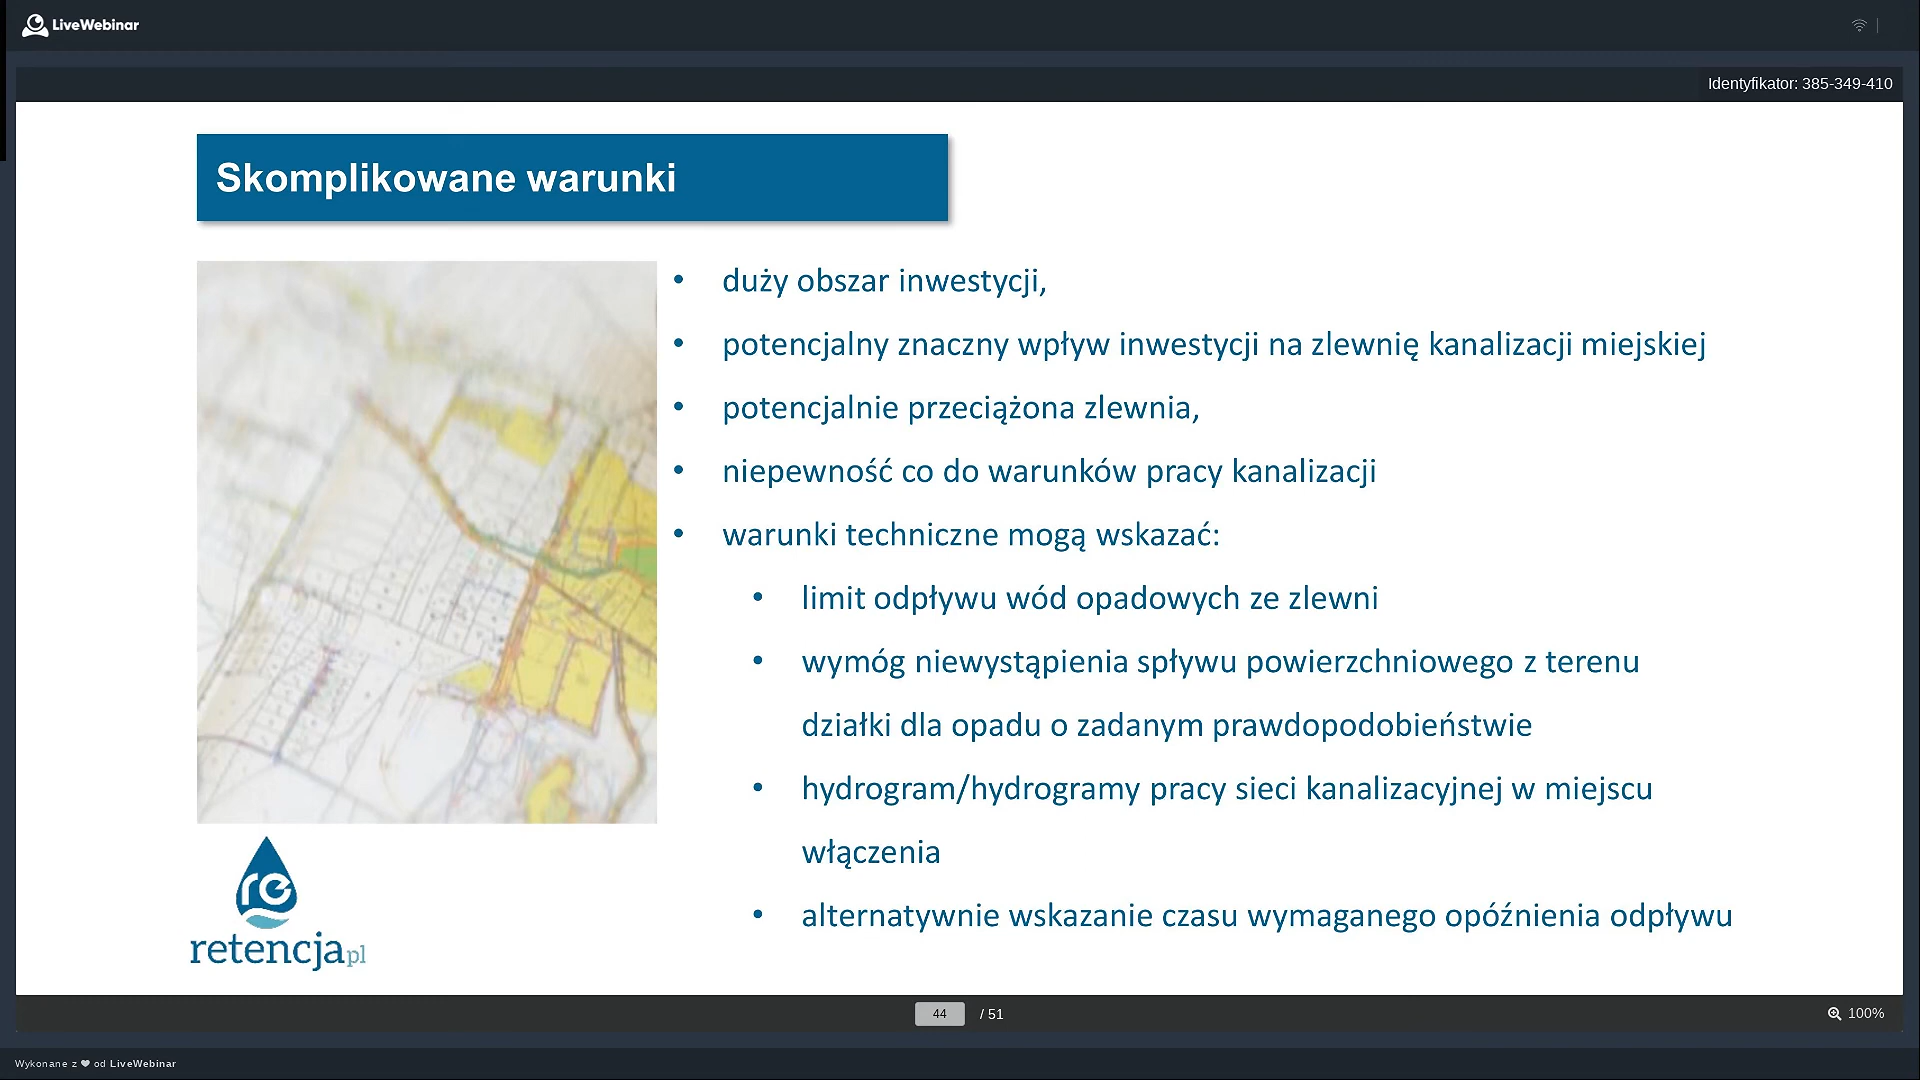 LiveWebinar
Identyfikator: 385-349-410
Skomplikowane warunki
• duży obszar inwestycji,
• potencjalny znaczny wpływ inwestycji na zlewnię kanalizacji miejskiej
• potencjalnie przeciążona zlewnia,
• niepewność co do warunków pracy kanalizacji
• warunki techniczne mogą wskazać:
• limit odpływu wód opadowych ze zlewni
• wymóg niewystąpienia spływu powierzchniowego z terenu
działki dla opadu o zadanym prawdopodobieństwie
• hydrogram/hydrogramy pracy sieci kanalizacyjnej w miejscu
włączenia
• alternatywnie wskazanie czasu wymaganego opóźnienia odpływu
re
retencjapl
44 / 51
100%
Wykonane z ❤ od LiveWebinar